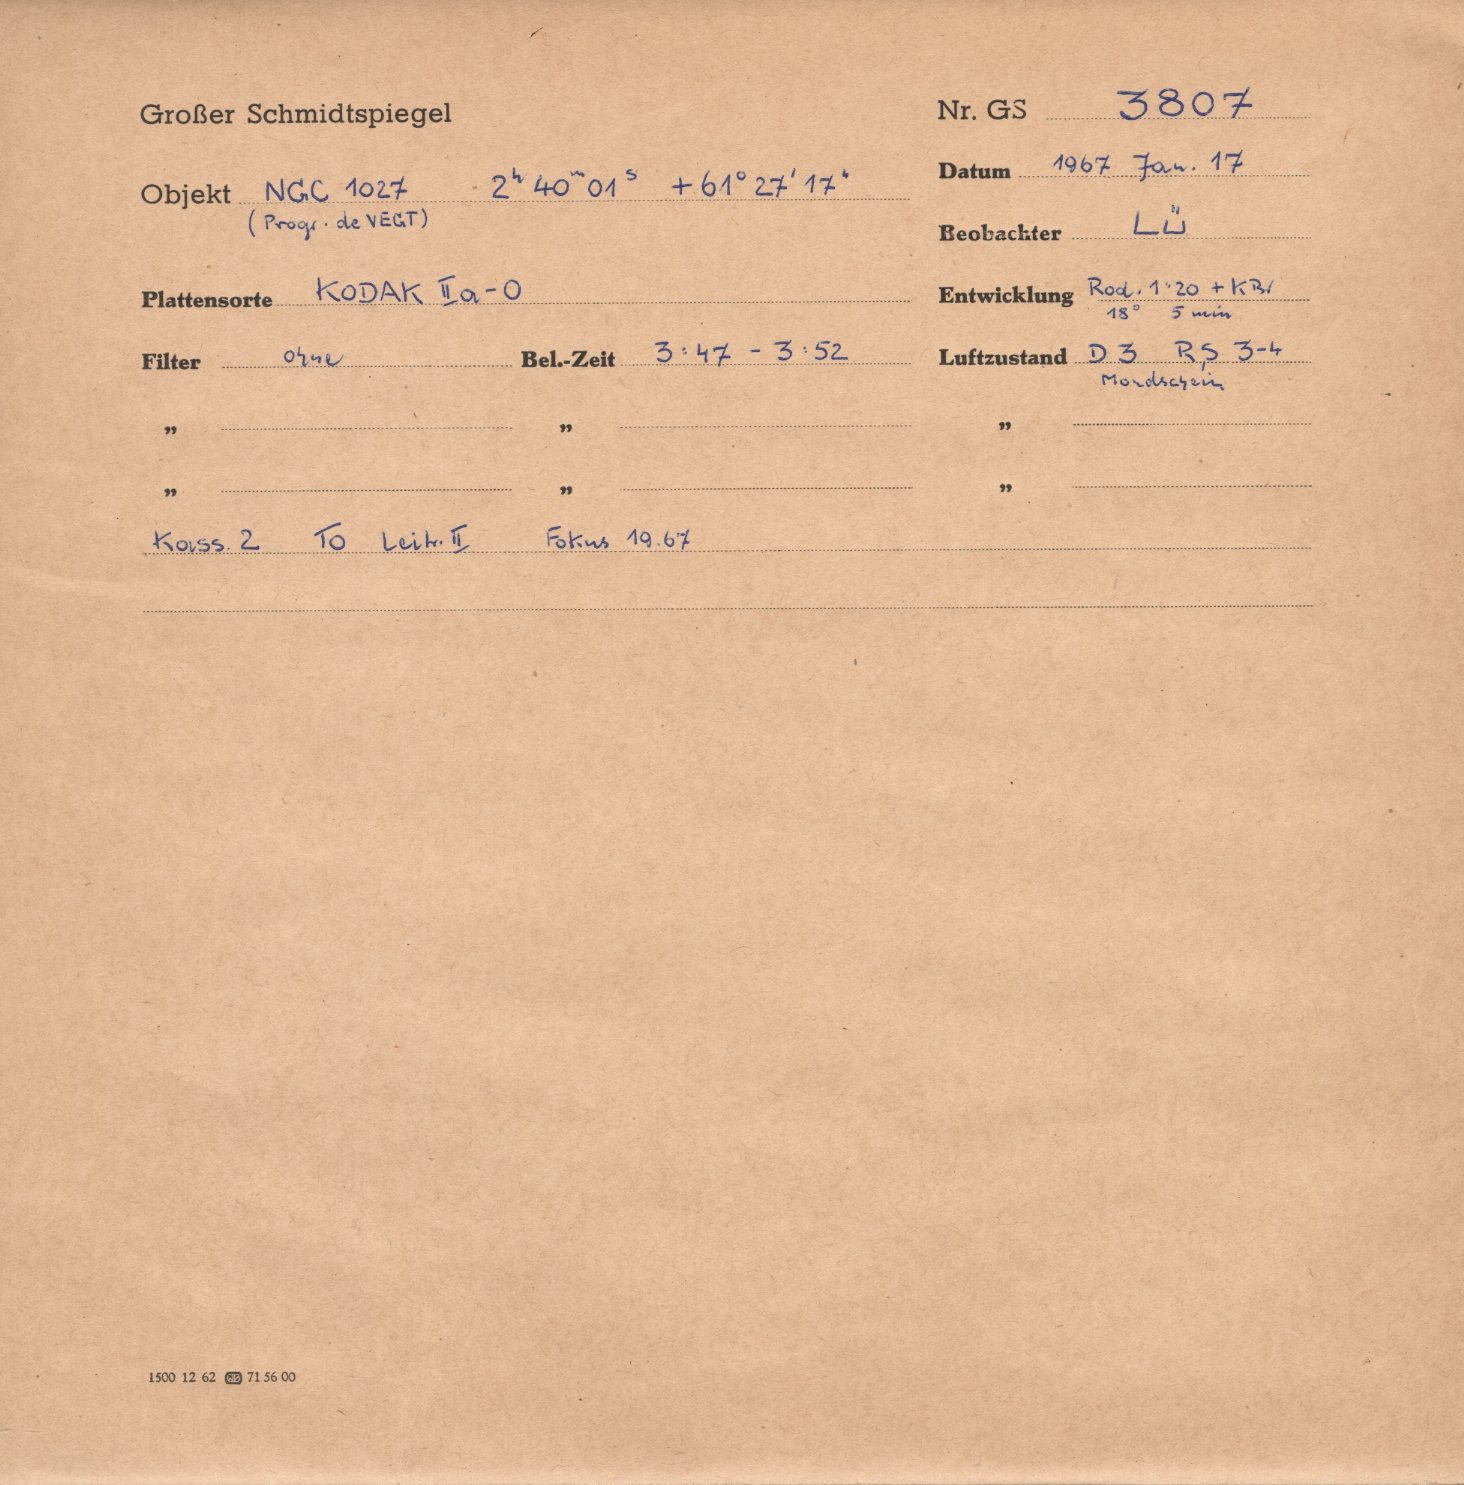 Großer Schmidtspiegel
Nr. GS 3807
Datum 1967 Jan. 17
Objekt NGC 1027 2ʰ 40ᵐ 01ˢ +61° 27' 17"
(Progr. de VEGT)
Beobachter LÜ
Plattensorte KODAK IIa-O
Entwicklung Rod. 1:20 + KBr
18° 5 min
Filter ohne Bel.-Zeit 3:47 - 3:52
Luftzustand D 3 R,S 3-4
Mondschein
" " "
" " "
Kass. 2 TO Leitr. II Fokus 19.67
1500 12 62 71 56 00